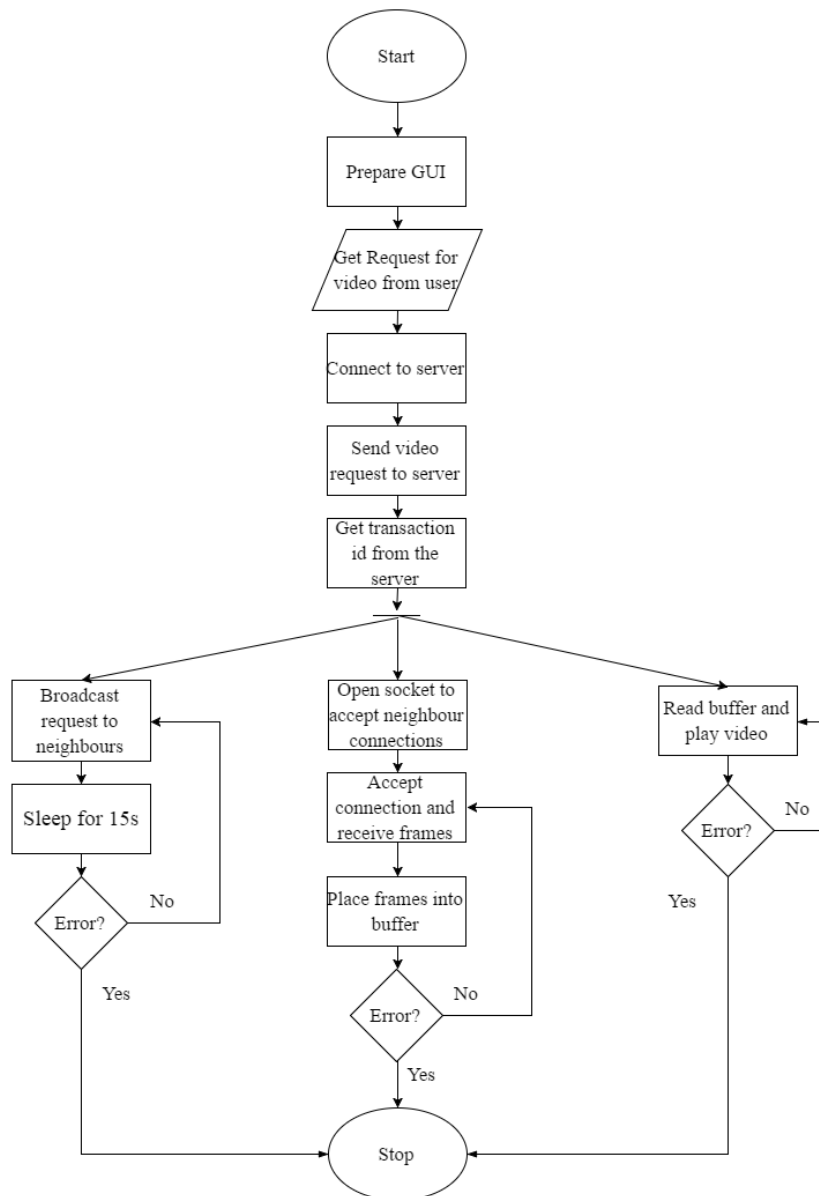 Start
Prepare GUI
Get Request for
video from user
Connect to server
Send video
request to server
Get transaction
id from the
server
Broadcast
request to
neighbours
Sleep for 15s
Error?
No
Yes
Open socket to
accept neighbour
connections
Accept
connection and
receive frames
Place frames into
buffer
Error?
No
Yes
Read buffer and
play video
Error?
No
Yes
Stop